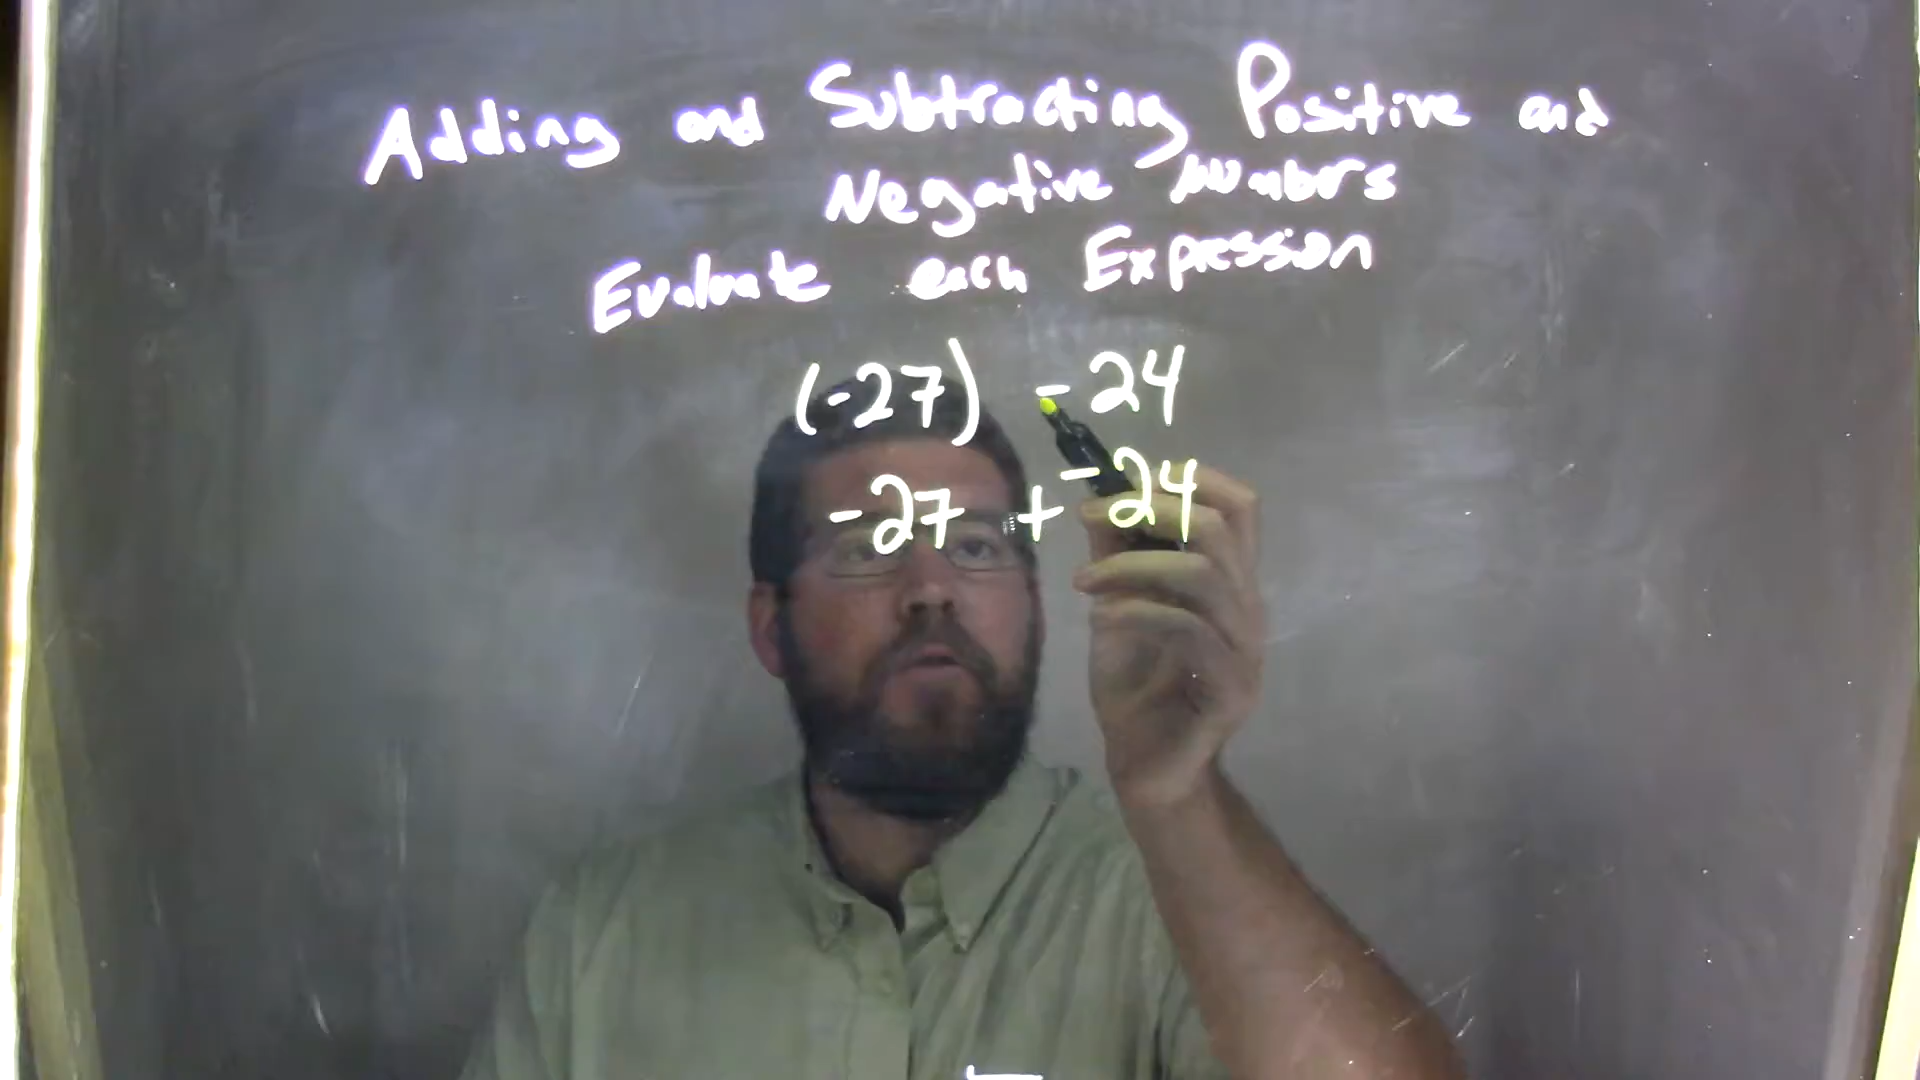 Adding and Subtracting Positive and
Negative Numbers
Evaluate each Expression
(-27) - 24
-27 + -24